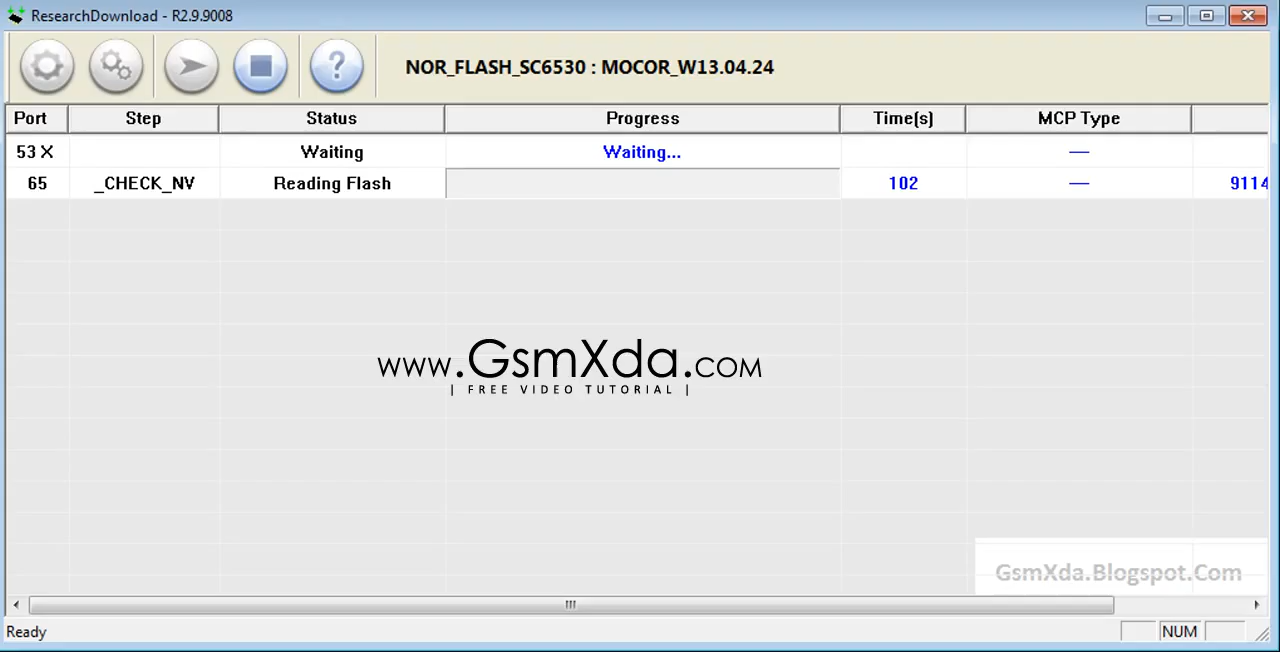 ResearchDownload - R2.9.9008
NOR_FLASH_SC6530 : MOCOR_W13.04.24
Port Step Status Progress Time(s) MCP Type
53 X Waiting Waiting... —
65 _CHECK_NV Reading Flash 102 — 9114
www.GsmXda.com
| FREE VIDEO TUTORIAL |
GsmXda.Blogspot.Com
Ready NUM